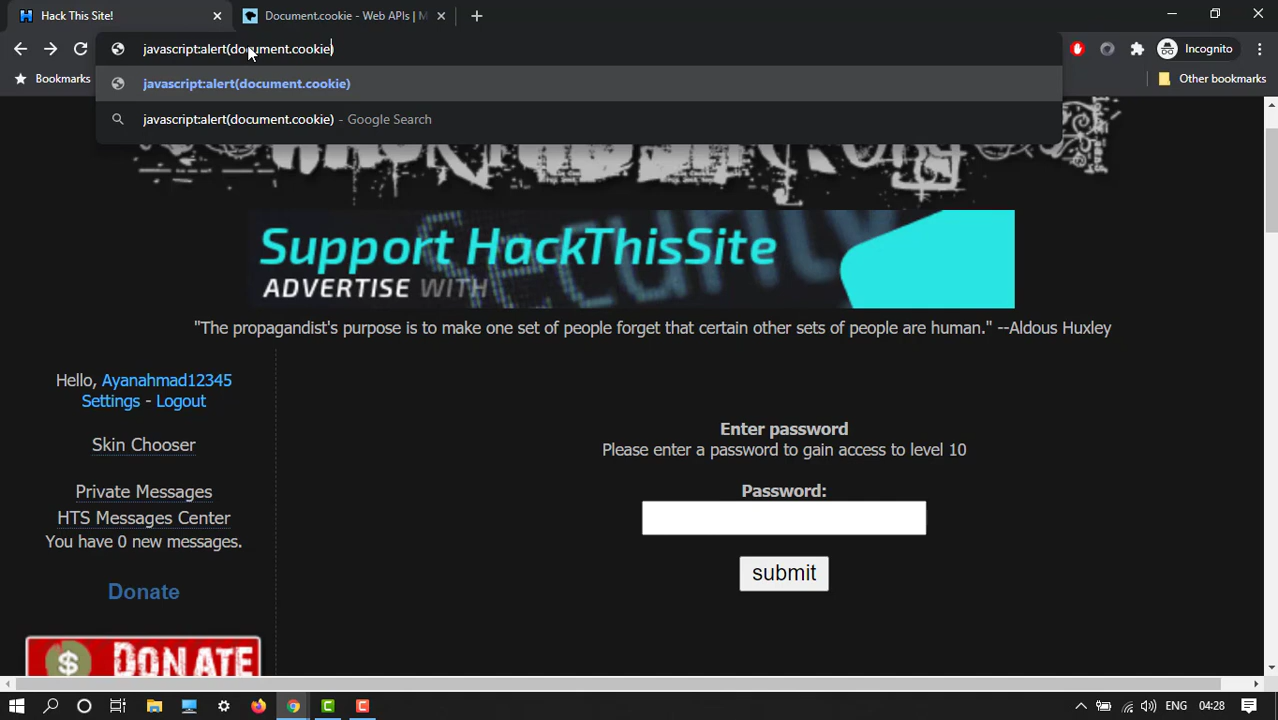 Hack This Site!
Document.cookie - Web APIs | M
javascript:alert(document.cookie)
Incognito
javascript:alert(document.cookie)
Bookmarks
Other bookmarks
javascript:alert(document.cookie) - Google Search
Support HackThisSite
ADVERTISE WITH
"The propagandist's purpose is to make one set of people forget that certain other sets of people are human." --Aldous Huxley
Hello, Ayanahmad12345
Settings - Logout
Skin Chooser
Private Messages
HTS Messages Center
You have 0 new messages.
Donate
DONATE
Enter password
Please enter a password to gain access to level 10
Password:
submit
ENG
04:28